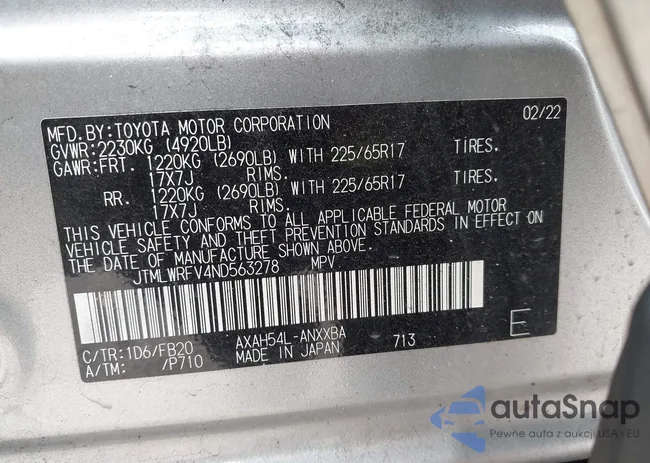 MFD.BY:TOYOTA MOTOR CORPORATION 02/22
GVWR:2230KG (4920LB)
GAWR:FRT. 1220KG (2690LB) WITH 225/65R17 TIRES.
17X7J RIMS.
RR. 1220KG (2690LB) WITH 225/65R17 TIRES.
17X7J RIMS.
THIS VEHICLE CONFORMS TO ALL APPLICABLE FEDERAL MOTOR
VEHICLE SAFETY AND THEFT PREVENTION STANDARDS IN EFFECT ON
THE DATE OF MANUFACTURE SHOWN ABOVE.
JTMLWRFV4ND563278 MPV
C/TR:1D6/FB20 AXAH54L-ANXXBA 713 E
A/TM: /P710 MADE IN JAPAN
autaSnap
Pewne auta z aukcji USA i EU